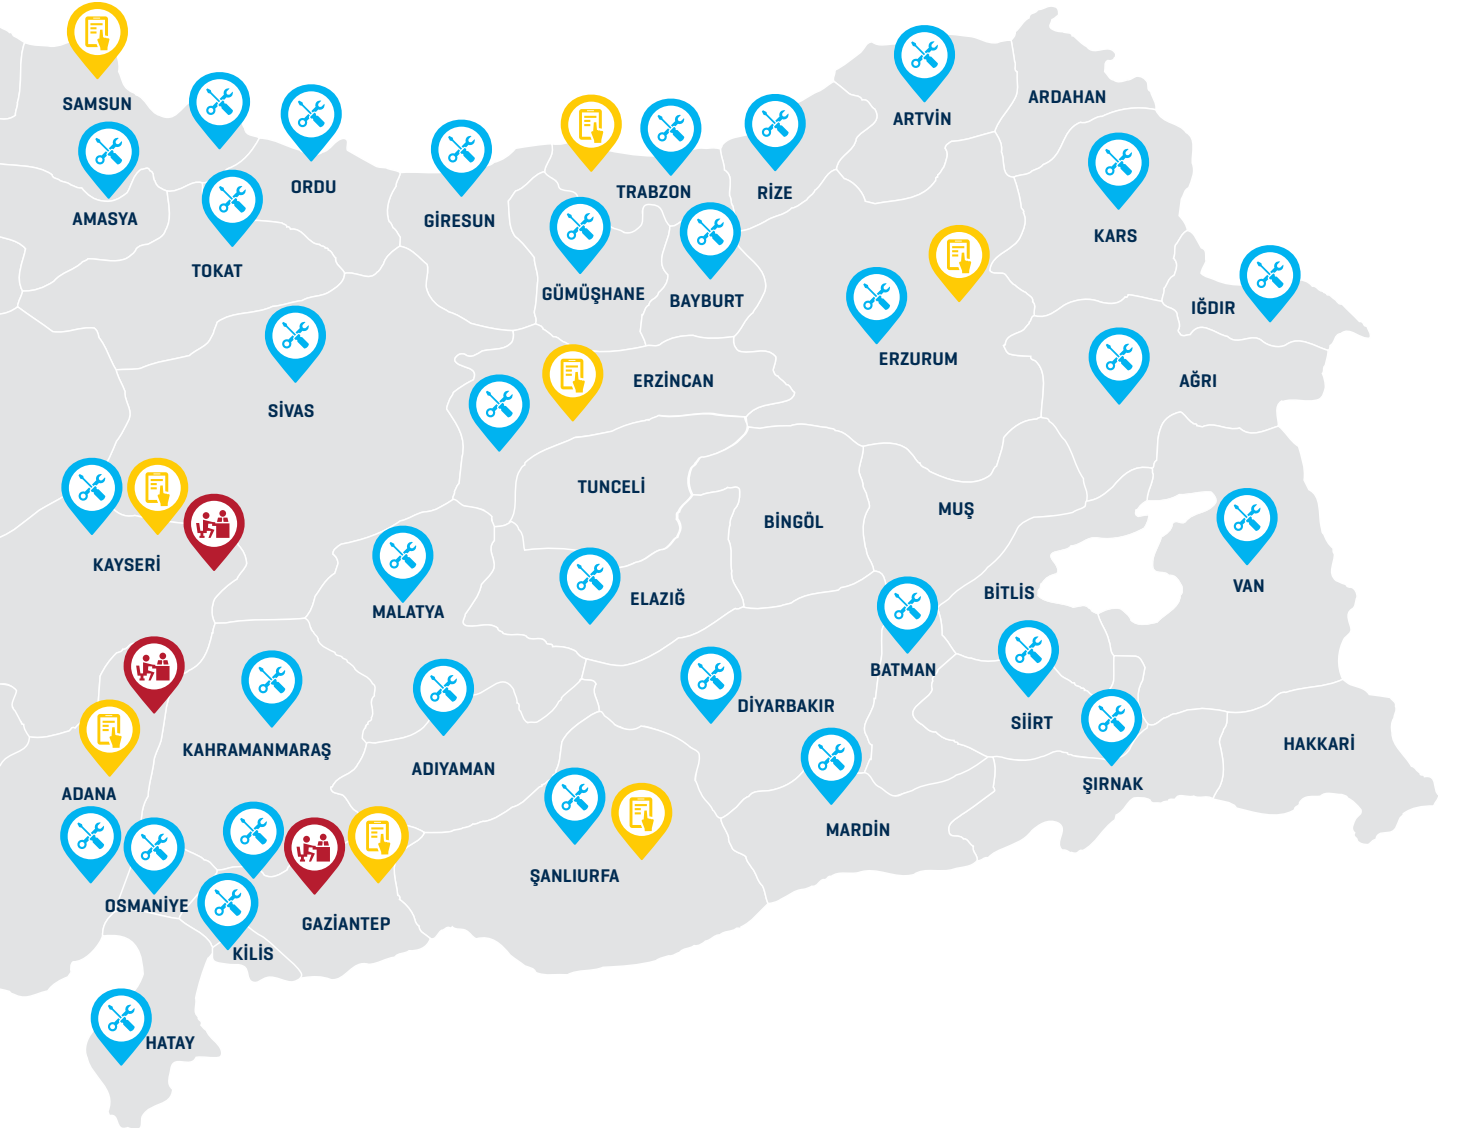 SAMSUN
ARDAHAN
ARTVİN
ORDU
TRABZON
RİZE
AMASYA
GİRESUN
KARS
TOKAT
GÜMÜŞHANE
BAYBURT
IĞDIR
ERZURUM
ERZİNCAN
AĞRI
SİVAS
TUNCELİ
MUŞ
BİNGÖL
KAYSERİ
VAN
BİTLİS
ELAZIĞ
MALATYA
BATMAN
DİYARBAKIR
SİİRT
HAKKARİ
KAHRAMANMARAŞ
ADIYAMAN
ŞIRNAK
ADANA
MARDİN
ŞANLIURFA
OSMANİYE
GAZİANTEP
KİLİS
HATAY